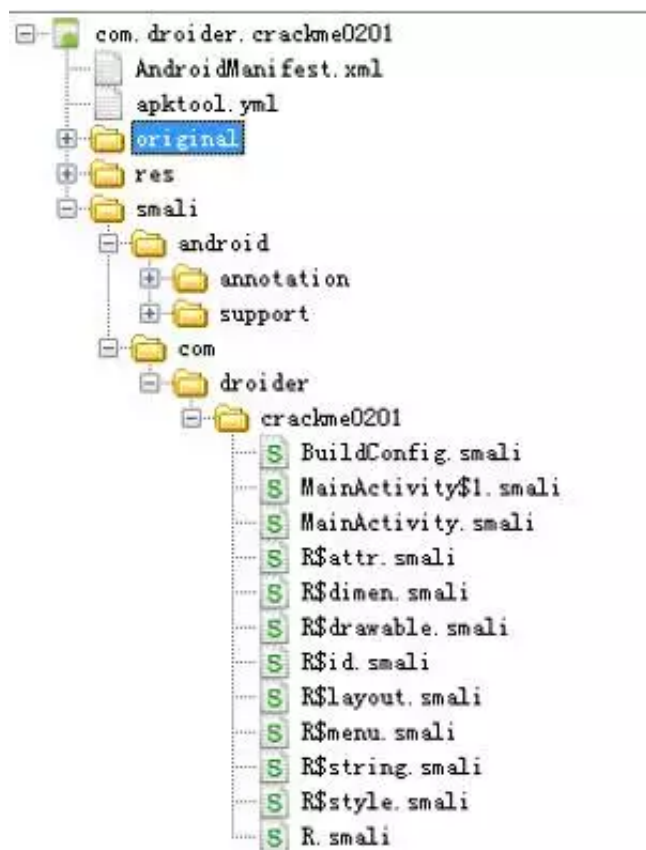 com.droider.crackme0201
AndroidManifest.xml
apktool.yml
original
res
smali
android
annotation
support
com
droider
crackme0201
BuildConfig.smali
MainActivity$1.smali
MainActivity.smali
R$attr.smali
R$dimen.smali
R$drawable.smali
R$id.smali
R$layout.smali
R$menu.smali
R$string.smali
R$style.smali
R.smali